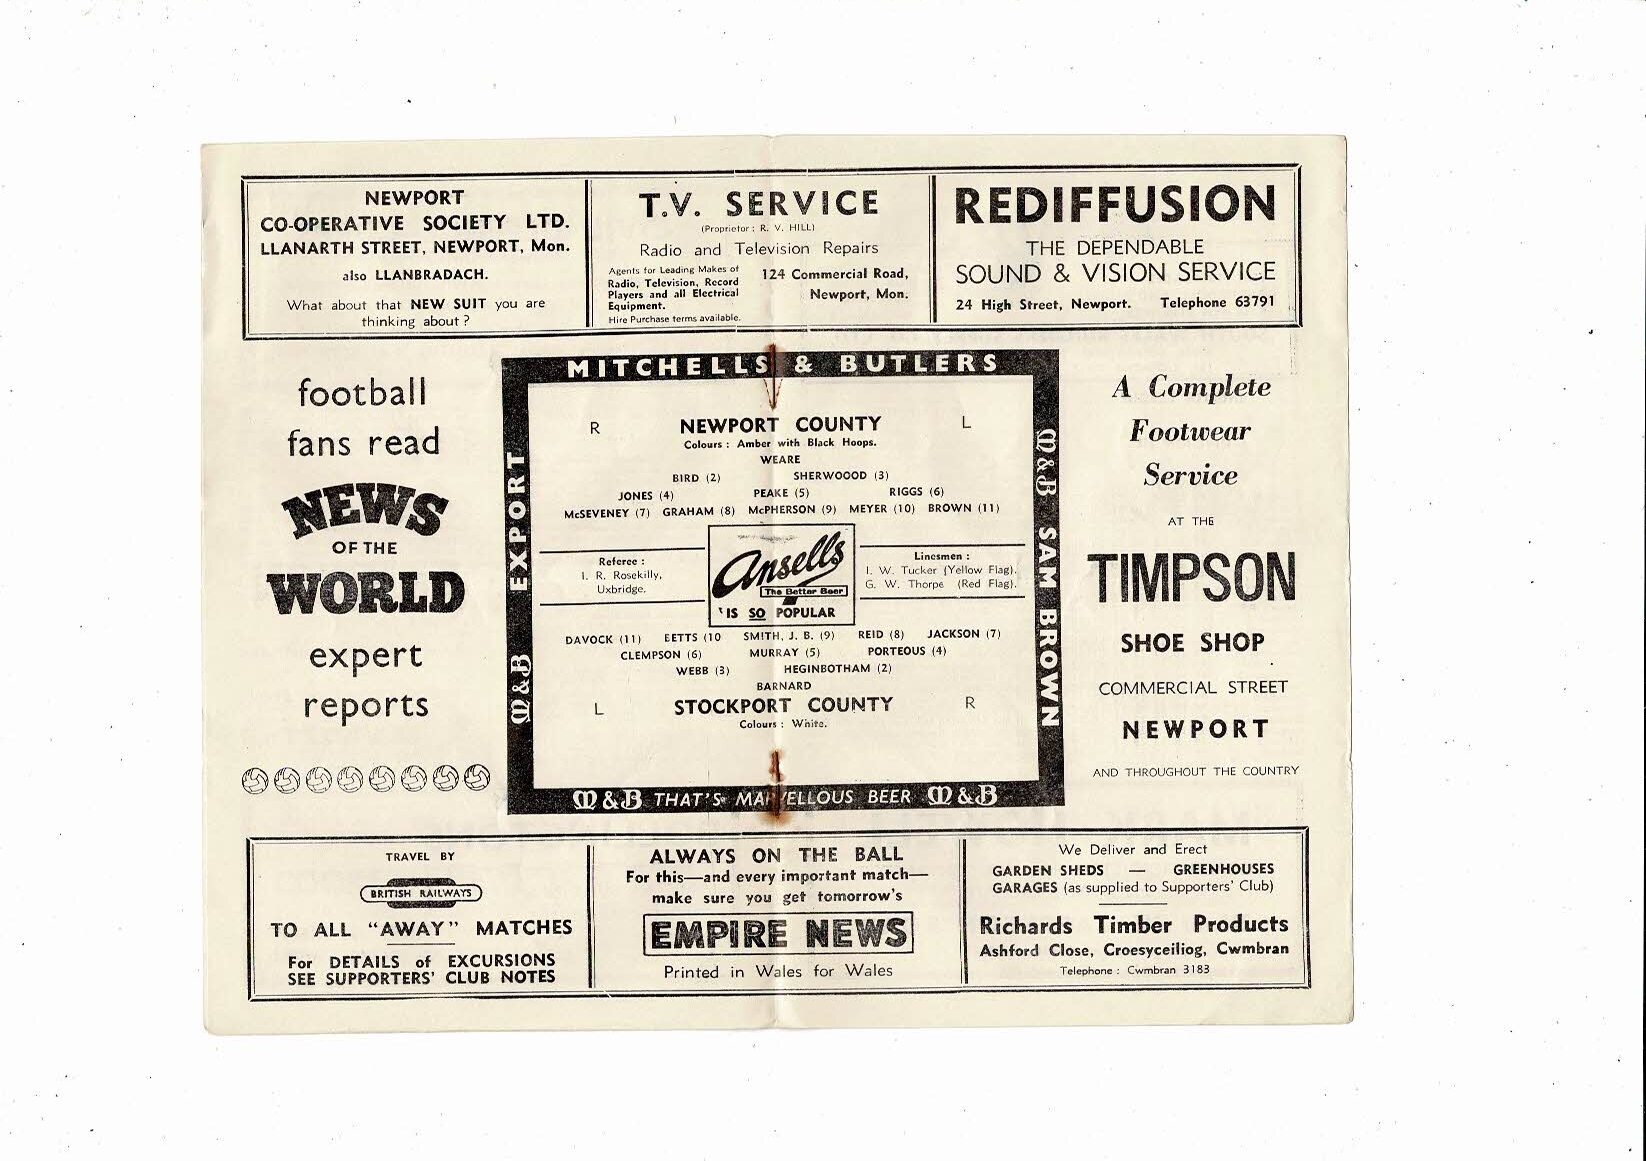 NEWPORT
CO-OPERATIVE SOCIETY LTD.
LLANARTH STREET, NEWPORT, Mon.
also LLANBRADACH.
What about that NEW SUIT you are
thinking about ?
T.V. SERVICE
(Proprietor : R. V. HILL)
Radio and Television Repairs
Agents for Leading Makes of
Radio, Television, Record
Players and all Electrical
Equipment.
Hire Purchase terms available.
124 Commercial Road,
Newport, Mon.
REDIFFUSION
THE DEPENDABLE
SOUND & VISION SERVICE
24 High Street, Newport. Telephone 63791
football
fans read
NEWS
OF THE
WORLD
expert
reports
MITCHELLS & BUTLERS
M&B EXPORT
R NEWPORT COUNTY L
Colours : Amber with Black Hoops.
WEARE
BIRD (2) SHERWOOOD (3)
JONES (4) PEAKE (5) RIGGS (6)
McSEVENEY (7) GRAHAM (8) McPHERSON (9) MEYER (10) BROWN (11)
Referee :
I. R. Rosekilly,
Uxbridge.
Ansells
The Better Beer
'IS SO POPULAR
Linesmen :
I. W. Tucker (Yellow Flag).
G. W. Thorpe (Red Flag).
DAVOCK (11) BETTS (10 SMITH, J. B. (9) REID (8) JACKSON (7)
CLEMPSON (6) MURRAY (5) PORTEOUS (4)
WEBB (3) HEGINBOTHAM (2)
BARNARD
L STOCKPORT COUNTY R
Colours : White.
M&B SAM BROWN
M&B THAT'S MARVELLOUS BEER M&B
A Complete
Footwear
Service
AT THE
TIMPSON
SHOE SHOP
COMMERCIAL STREET
NEWPORT
AND THROUGHOUT THE COUNTRY
TRAVEL BY
BRITISH RAILWAYS
TO ALL "AWAY" MATCHES
For DETAILS of EXCURSIONS
SEE SUPPORTERS' CLUB NOTES
ALWAYS ON THE BALL
For this—and every important match—
make sure you get tomorrow's
EMPIRE NEWS
Printed in Wales for Wales
We Deliver and Erect
GARDEN SHEDS — GREENHOUSES
GARAGES (as supplied to Supporters' Club)
Richards Timber Products
Ashford Close, Croesyceiliog, Cwmbran
Telephone : Cwmbran 3183